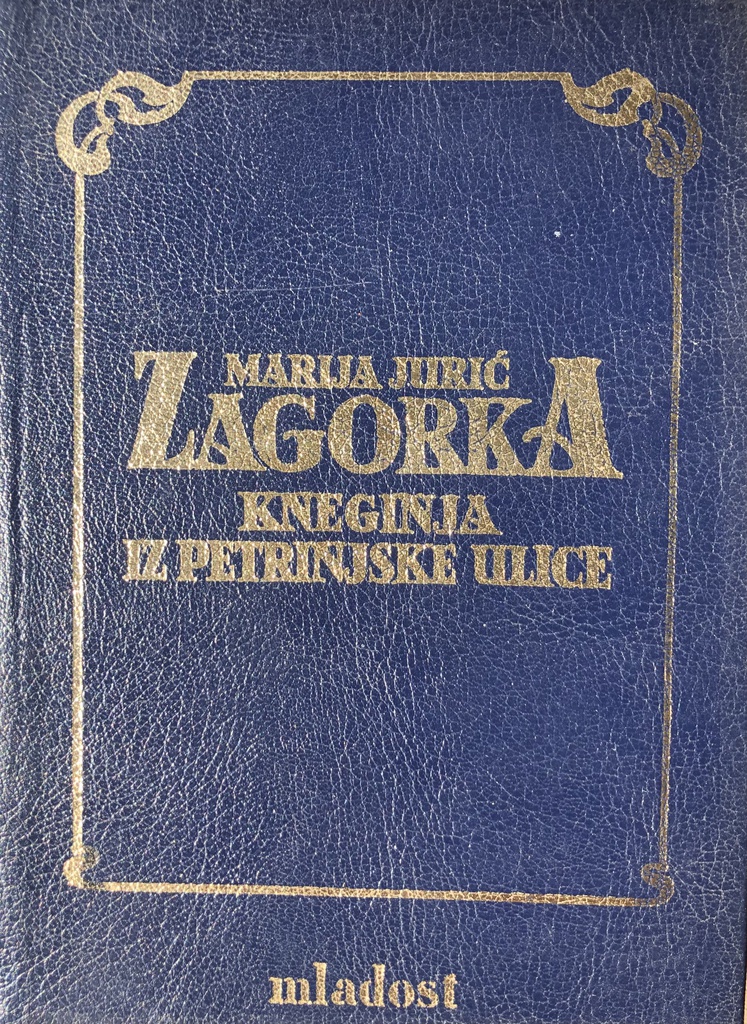 MARIJA JURIĆ
ZAGORKA
KNEGINJA
IZ PETRINJSKE ULICE
mladost